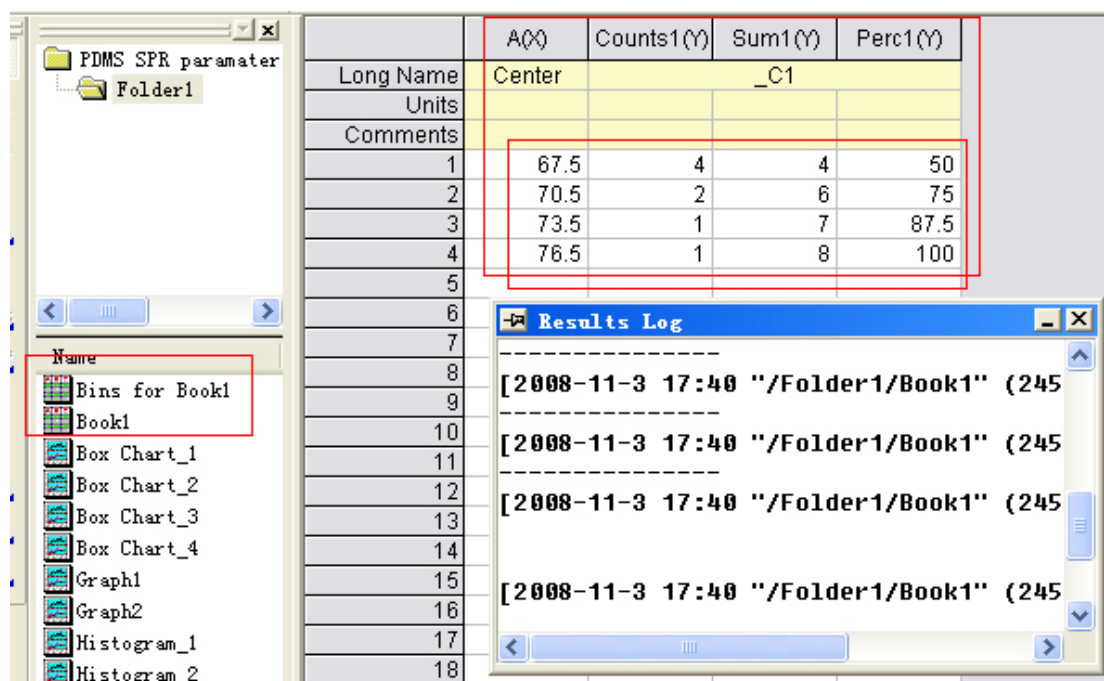 PDMS SPR paramater
Folder1
Name
Bins for Book1
Book1
Box Chart_1
Box Chart_2
Box Chart_3
Box Chart_4
Graph1
Graph2
Histogram_1
Histogram 2
A(X) Counts1(Y) Sum1(Y) Perc1(Y)
Long Name Center _C1
Units
Comments
1 67.5 4 4 50
2 70.5 2 6 75
3 73.5 1 7 87.5
4 76.5 1 8 100
5
6
7
8
9
10
11
12
13
14
15
16
17
18
Results Log
---------------
[2008-11-3 17:40 "/Folder1/Book1" (245
---------------
[2008-11-3 17:40 "/Folder1/Book1" (245
---------------
[2008-11-3 17:40 "/Folder1/Book1" (245
[2008-11-3 17:40 "/Folder1/Book1" (245